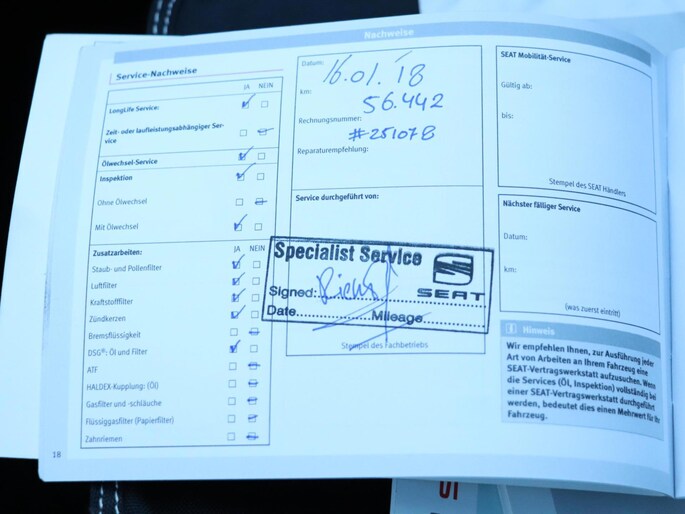 Nachweise
Service-Nachweise
JA NEIN
LongLife Service:
Zeit- oder laufleistungsabhängiger Ser-
vice
Ölwechsel-Service
Inspektion
Ohne Ölwechsel
Mit Ölwechsel
Zusatzarbeiten: JA NEIN
Staub- und Pollenfilter
Luftfilter
Kraftstofffilter
Zündkerzen
Bremsflüssigkeit
DSG®: Öl und Filter
ATF
HALDEX-Kupplung: (Öl)
Gasfilter und -schläuche
Flüssiggasfilter (Papierfilter)
Zahnriemen
18
Datum: 16.01.18
km: 56.442
Rechnungsnummer:
#25107B
Reparaturempfehlung:
Service durchgeführt von:
Specialist Service
Signed:
SEAT
Date Mileage
Stempel des Fachbetriebs
SEAT Mobilität-Service
Gültig ab:
bis:
Stempel des SEAT Händlers
Nächster fälliger Service
Datum:
km:
(was zuerst eintritt)
Hinweis
Wir empfehlen Ihnen, zur Ausführung jeder
Art von Arbeiten an Ihrem Fahrzeug eine
SEAT-Vertragswerkstatt aufzusuchen. Wenn
die Services (Öl, Inspektion) vollständig bei
einer SEAT-Vertragswerkstatt durchgeführt
werden, bedeutet dies einen Mehrwert für Ihr
Fahrzeug.